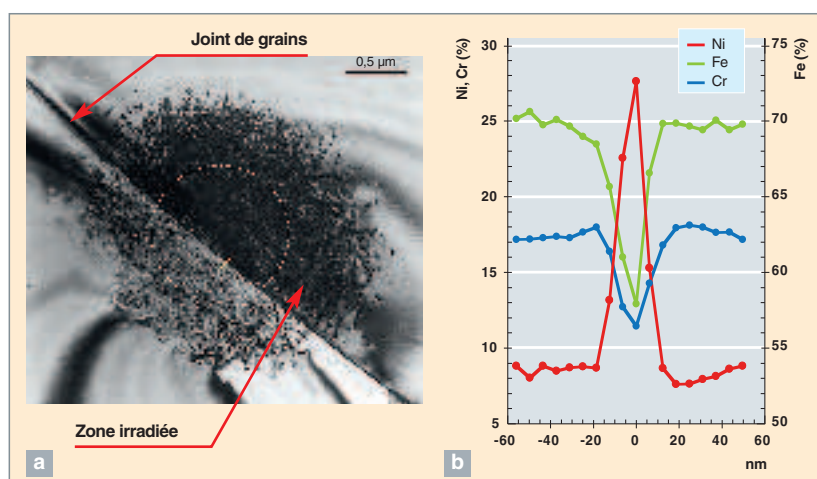 Joint de grains
0,5 µm
Zone irradiée
a
Ni, Cr (%)
30
25
20
15
10
5
Ni
Fe
Cr
Fe (%)
75
70
65
60
55
50
-60
-40
-20
0
20
40
60
nm
b